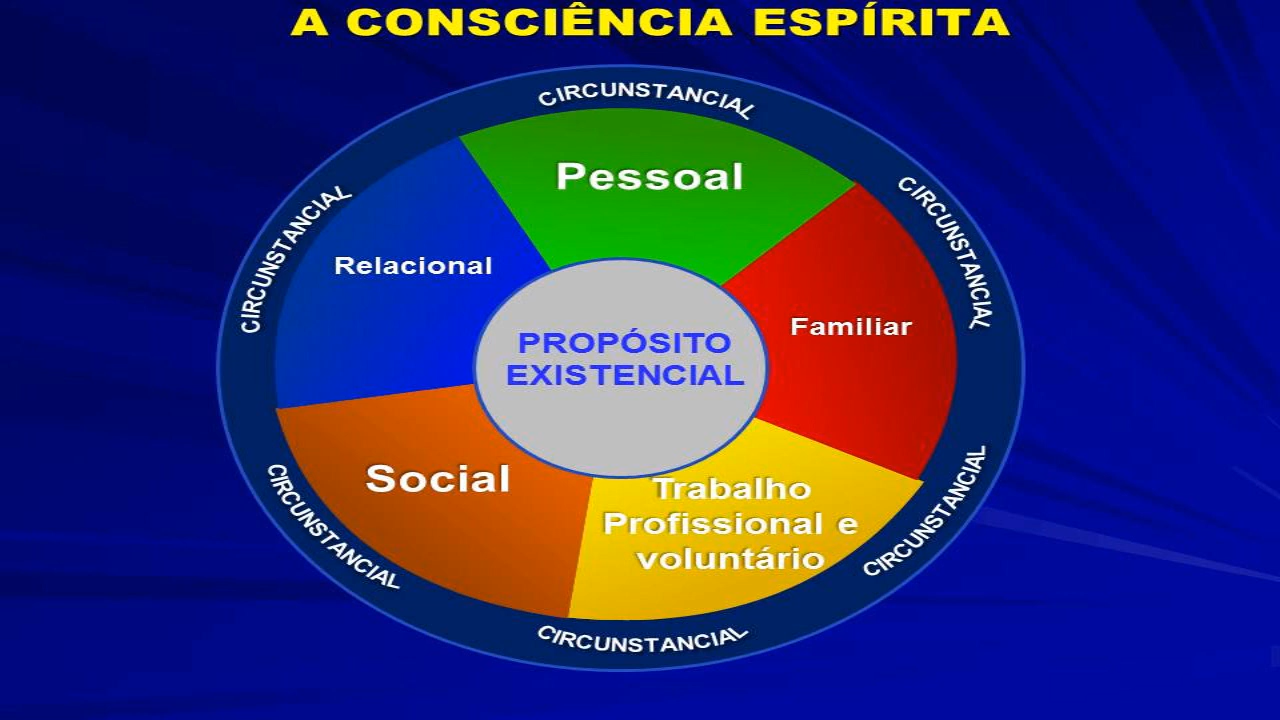 A CONSCIÊNCIA ESPÍRITA
CIRCUNSTANCIAL
CIRCUNSTANCIAL
CIRCUNSTANCIAL
CIRCUNSTANCIAL
CIRCUNSTANCIAL
CIRCUNSTANCIAL
Pessoal
Relacional
Familiar
PROPÓSITO
EXISTENCIAL
Social
Trabalho
Profissional e
voluntário